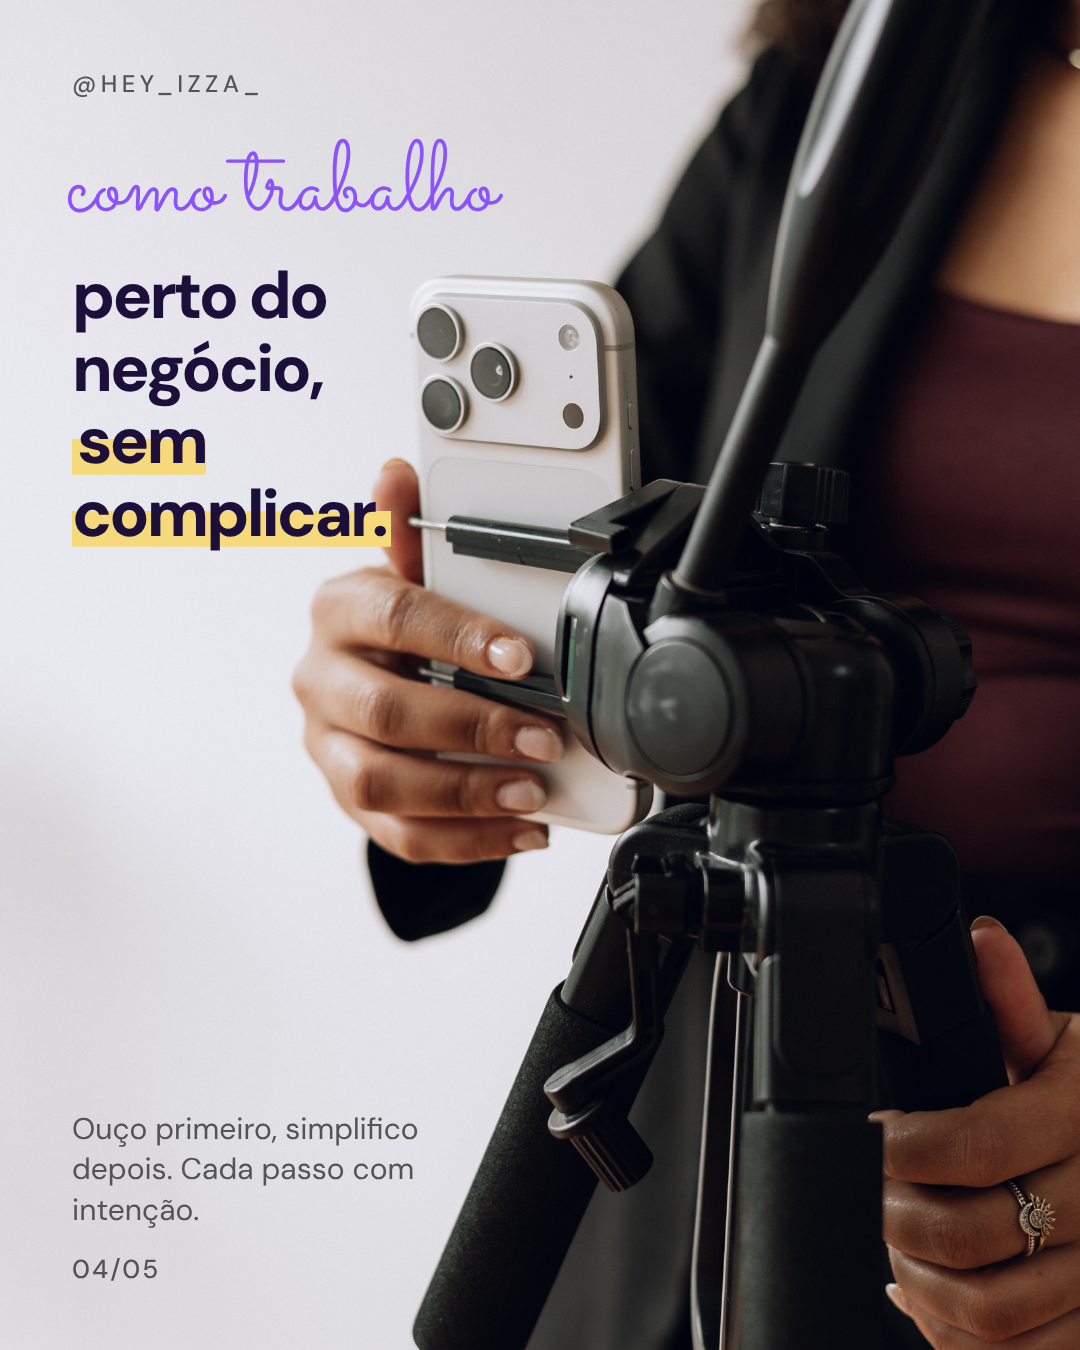 @HEY_IZZA_
como trabalho
perto do
negócio,
sem
complicar.
Ouço primeiro, simplifico
depois. Cada passo com
intenção.
04/05